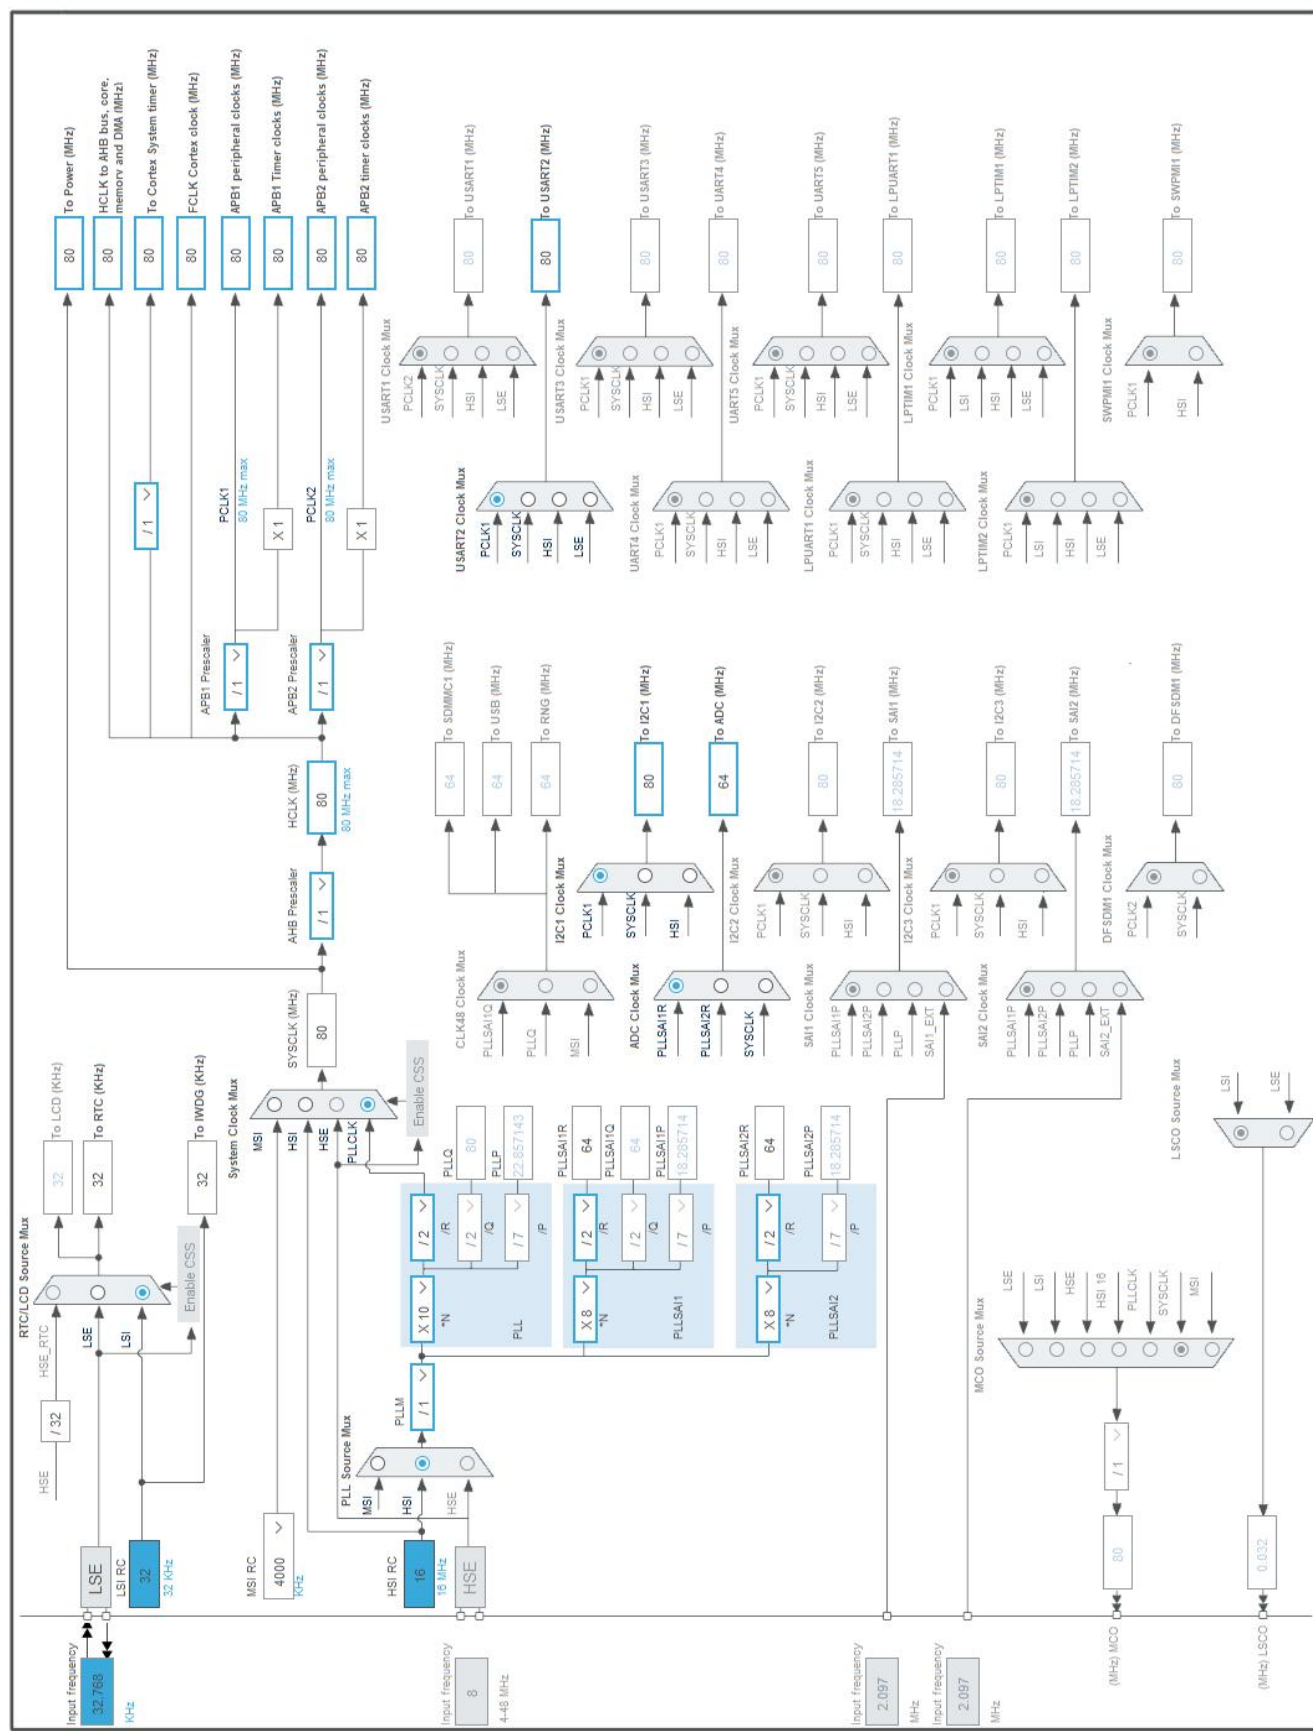 RTC/LCD Source Mux
HSE
/ 32
HSE_RTC
32
To LCD (KHz)
Input frequency
32.768
KHz
LSE
LSE
32
To RTC (KHz)
LSI RC
32
32 KHz
LSI
Enable CSS
32
To IWDG (KHz)
System Clock Mux
MSI RC
4000
KHz
MSI
HSI
HSE
PLLCLK
SYSCLK (MHz)
80
Enable CSS
AHB Prescaler
/ 1
HCLK (MHz)
80
80 MHz max
APB1 Prescaler
/ 1
APB2 Prescaler
/ 1
80
To Power (MHz)
80
HCLK to AHB bus, core,
memory and DMA (MHz)
/ 1
80
To Cortex System timer (MHz)
80
FCLK Cortex clock (MHz)
PCLK1
80 MHz max
80
APB1 peripheral clocks (MHz)
X 1
80
APB1 Timer clocks (MHz)
PCLK2
80 MHz max
80
APB2 peripheral clocks (MHz)
X 1
80
APB2 timer clocks (MHz)
HSI RC
16
16 MHz
Input frequency
8
4-48 MHz
HSE
PLL Source Mux
MSI
HSI
HSE
PLLM
/ 1
X 10
*N
PLL
/ 2
/R
/ 2
/Q
/ 7
/P
PLLQ
80
PLLP
22.857143
X 8
*N
PLLSAI1
/ 2
/R
/ 2
/Q
/ 7
/P
PLLSAI1R
64
PLLSAI1Q
64
PLLSAI1P
18.285714
X 8
*N
PLLSAI2
/ 2
/R
/ 7
/P
PLLSAI2R
64
PLLSAI2P
18.285714
CLK48 Clock Mux
PLLSAI1Q
PLLQ
MSI
64
To SDMMC1 (MHz)
64
To USB (MHz)
64
To RNG (MHz)
I2C1 Clock Mux
PCLK1
SYSCLK
HSI
80
To I2C1 (MHz)
ADC Clock Mux
PLLSAI1R
PLLSAI2R
SYSCLK
64
To ADC (MHz)
I2C2 Clock Mux
PCLK1
SYSCLK
HSI
80
To I2C2 (MHz)
SAI1 Clock Mux
PLLSAI1P
PLLSAI2P
PLLP
SAI1_EXT
18.285714
To SAI1 (MHz)
I2C3 Clock Mux
PCLK1
SYSCLK
HSI
80
To I2C3 (MHz)
SAI2 Clock Mux
PLLSAI1P
PLLSAI2P
PLLP
SAI2_EXT
18.285714
To SAI2 (MHz)
DFSDM1 Clock Mux
PCLK2
SYSCLK
80
To DFSDM1 (MHz)
USART1 Clock Mux
PCLK2
SYSCLK
HSI
LSE
80
To USART1 (MHz)
USART2 Clock Mux
PCLK1
SYSCLK
HSI
LSE
80
To USART2 (MHz)
USART3 Clock Mux
PCLK1
SYSCLK
HSI
LSE
80
To USART3 (MHz)
UART4 Clock Mux
PCLK1
SYSCLK
HSI
LSE
80
To UART4 (MHz)
UART5 Clock Mux
PCLK1
SYSCLK
HSI
LSE
80
To UART5 (MHz)
LPUART1 Clock Mux
PCLK1
SYSCLK
HSI
LSE
80
To LPUART1 (MHz)
LPTIM1 Clock Mux
PCLK1
LSI
HSI
LSE
80
To LPTIM1 (MHz)
LPTIM2 Clock Mux
PCLK1
LSI
HSI
LSE
80
To LPTIM2 (MHz)
SWPMI1 Clock Mux
PCLK1
HSI
80
To SWPMI1 (MHz)
Input frequency
2.097
MHz
Input frequency
2.097
MHz
MCO Source Mux
LSE
LSI
HSE
HSI 16
PLLCLK
SYSCLK
MSI
/ 1
80
(MHz) MCO
LSCO Source Mux
LSI
LSE
0.032
(MHz) LSCO